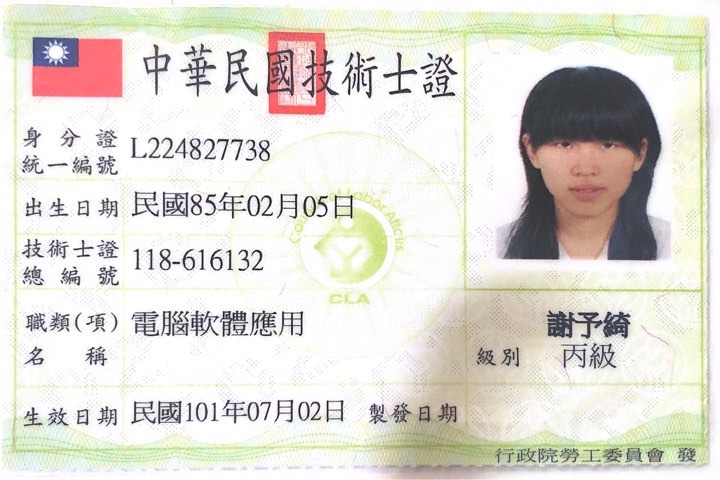 中華民國技術士證
身分證
統一編號 L224827738
出生日期 民國85年02月05日
技術士證
總編號 118-616132
CLA
職類(項) 電腦軟體應用
名稱
謝予綺
級別 丙級
生效日期 民國101年07月02日 製發日期
行政院勞工委員會 發